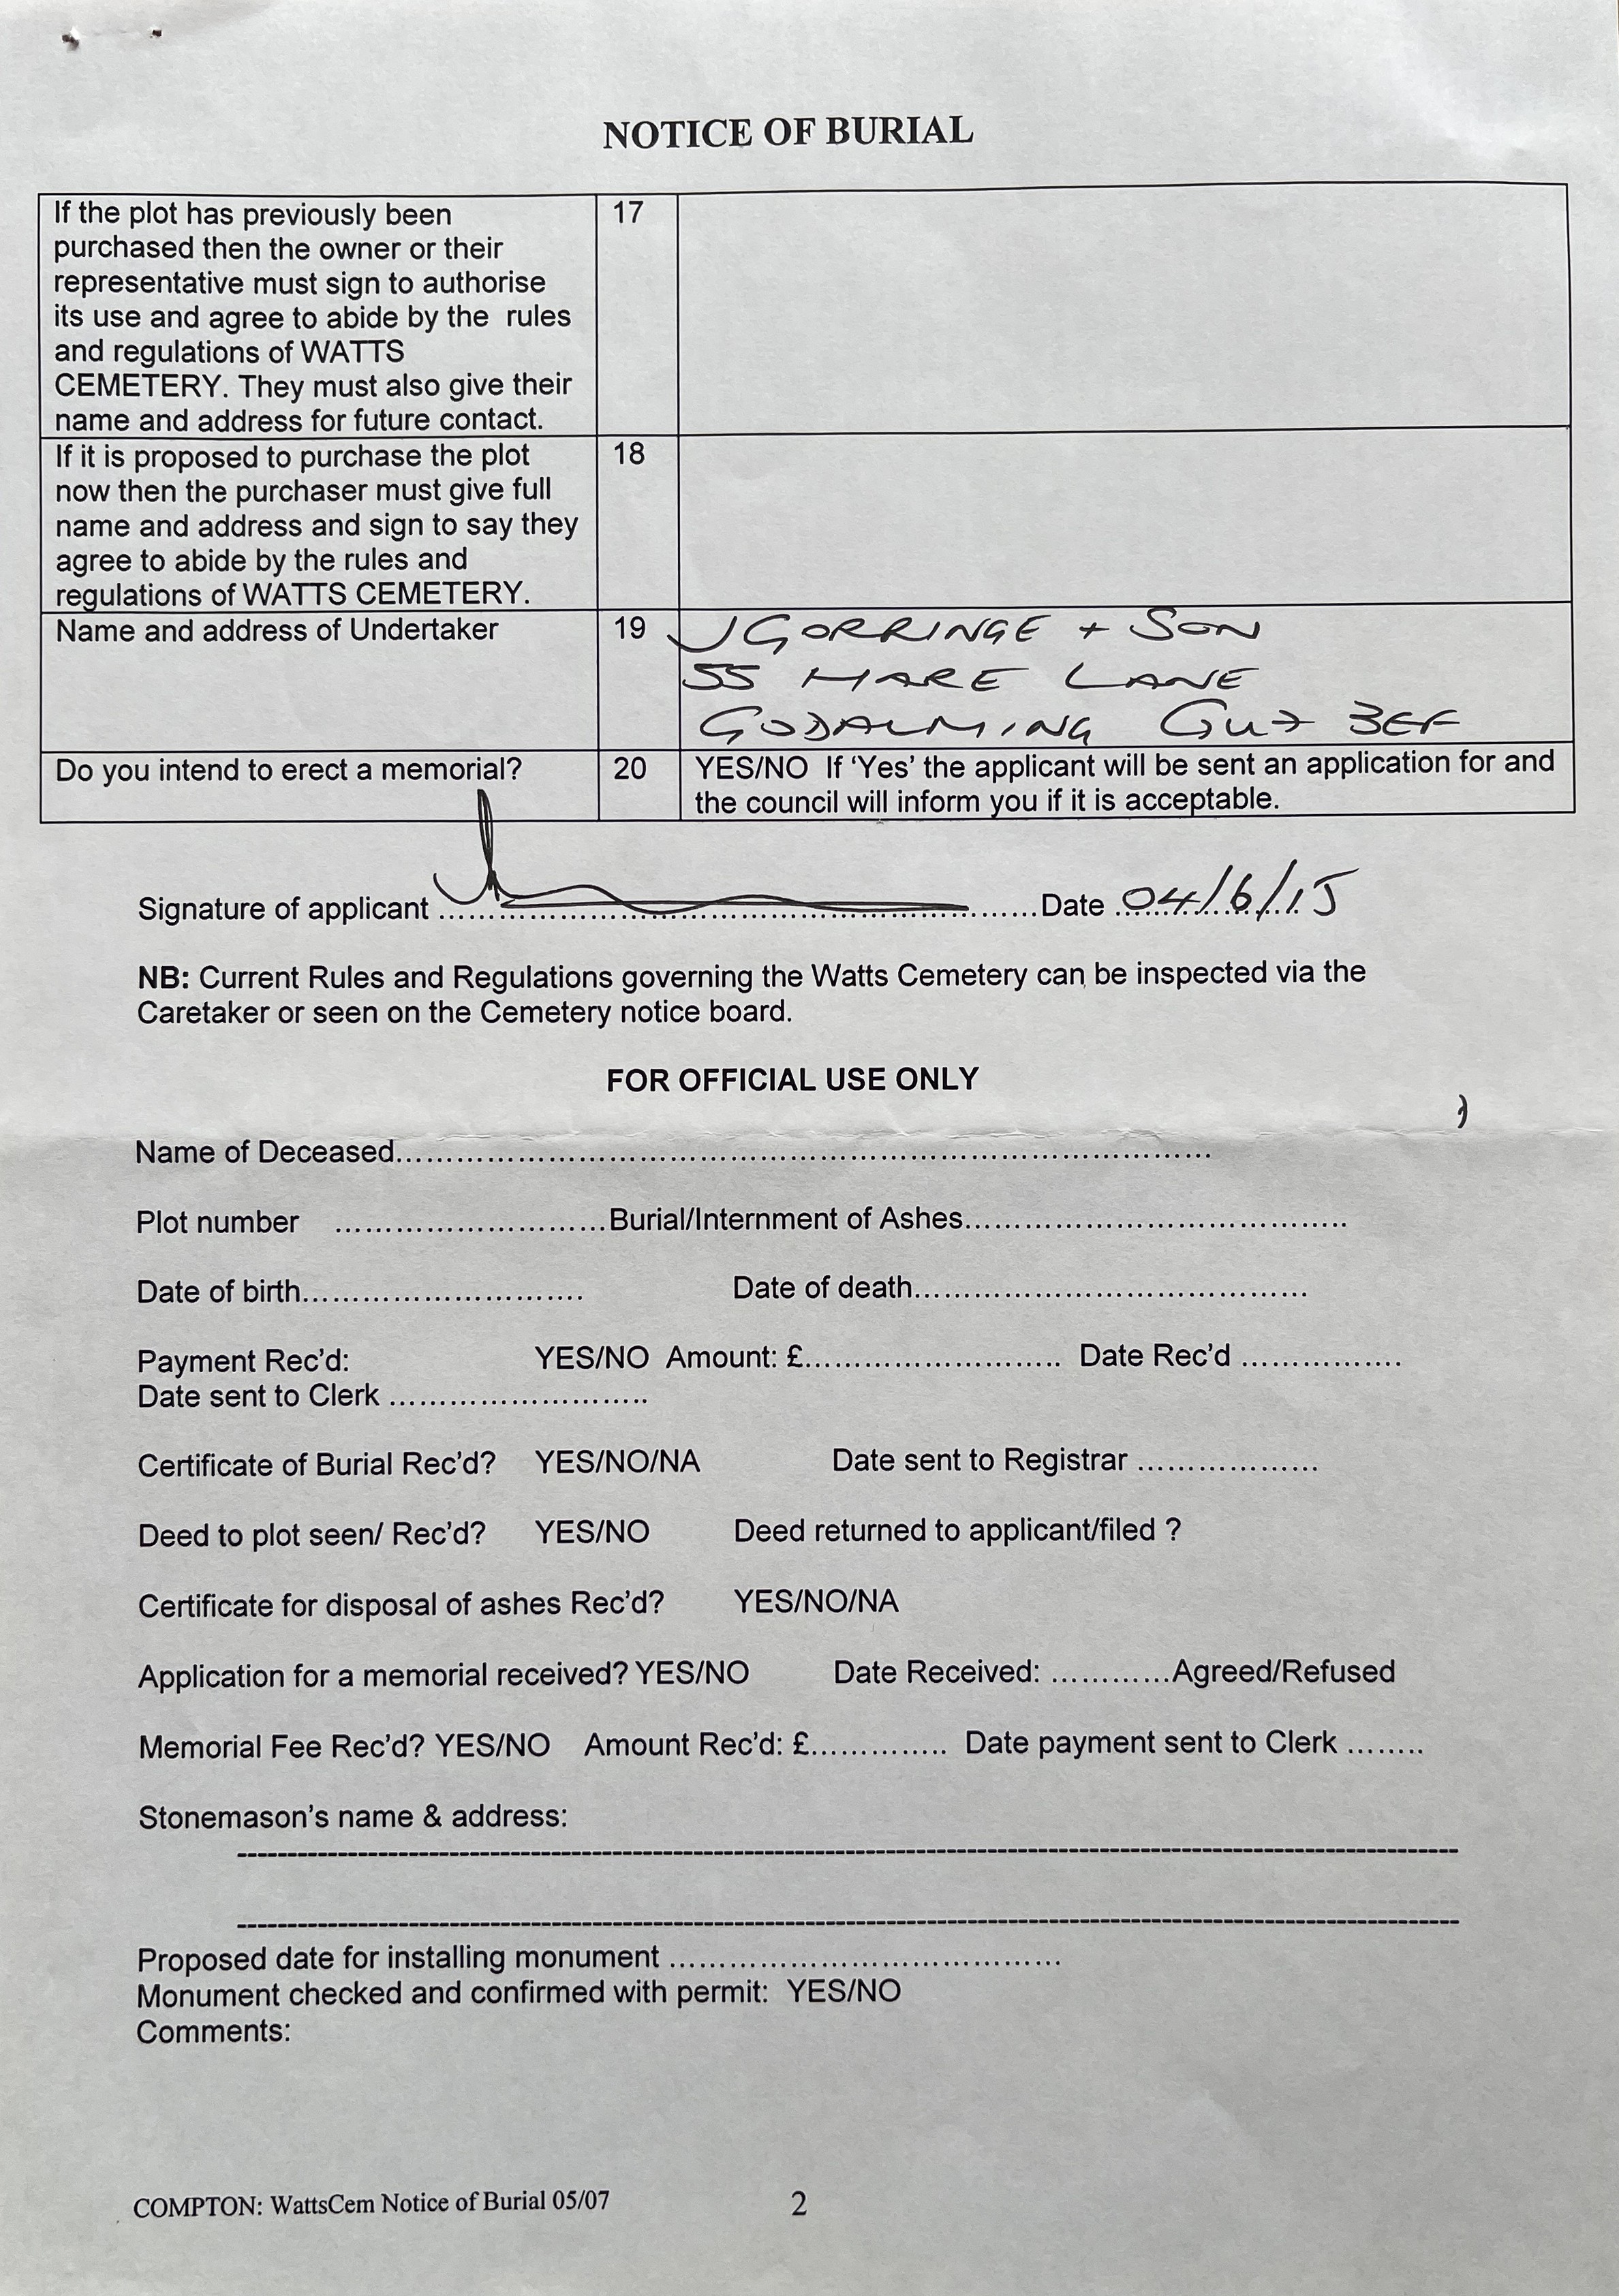 NOTICE OF BURIAL
If the plot has previously been
purchased then the owner or their
representative must sign to authorise
its use and agree to abide by the rules
and regulations of WATTS
CEMETERY. They must also give their
name and address for future contact.
17
If it is proposed to purchase the plot
now then the purchaser must give full
name and address and sign to say they
agree to abide by the rules and
regulations of WATTS CEMETERY.
18
Name and address of Undertaker
19
J GORRINGE + SON
55 HARE LANE
GODALMING GU7 3EF
Do you intend to erect a memorial?
20
YES/NO If ‘Yes’ the applicant will be sent an application for and
the council will inform you if it is acceptable.
Signature of applicant ........................................ Date 04/6/15
NB: Current Rules and Regulations governing the Watts Cemetery can be inspected via the
Caretaker or seen on the Cemetery notice board.
FOR OFFICIAL USE ONLY
Name of Deceased........................................
Plot number ..............................Burial/Internment of Ashes..............................
Date of birth.............................. Date of death..............................
Payment Rec’d: YES/NO Amount: £.............................. Date Rec’d ..................
Date sent to Clerk ..............................
Certificate of Burial Rec’d? YES/NO/NA Date sent to Registrar ....................
Deed to plot seen/ Rec’d? YES/NO Deed returned to applicant/filed ?
Certificate for disposal of ashes Rec’d? YES/NO/NA
Application for a memorial received? YES/NO Date Received: ............Agreed/Refused
Memorial Fee Rec’d? YES/NO Amount Rec’d: £............... Date payment sent to Clerk ........
Stonemason’s name & address:
Proposed date for installing monument ........................................
Monument checked and confirmed with permit: YES/NO
Comments:
COMPTON: WattsCem Notice of Burial 05/07
2